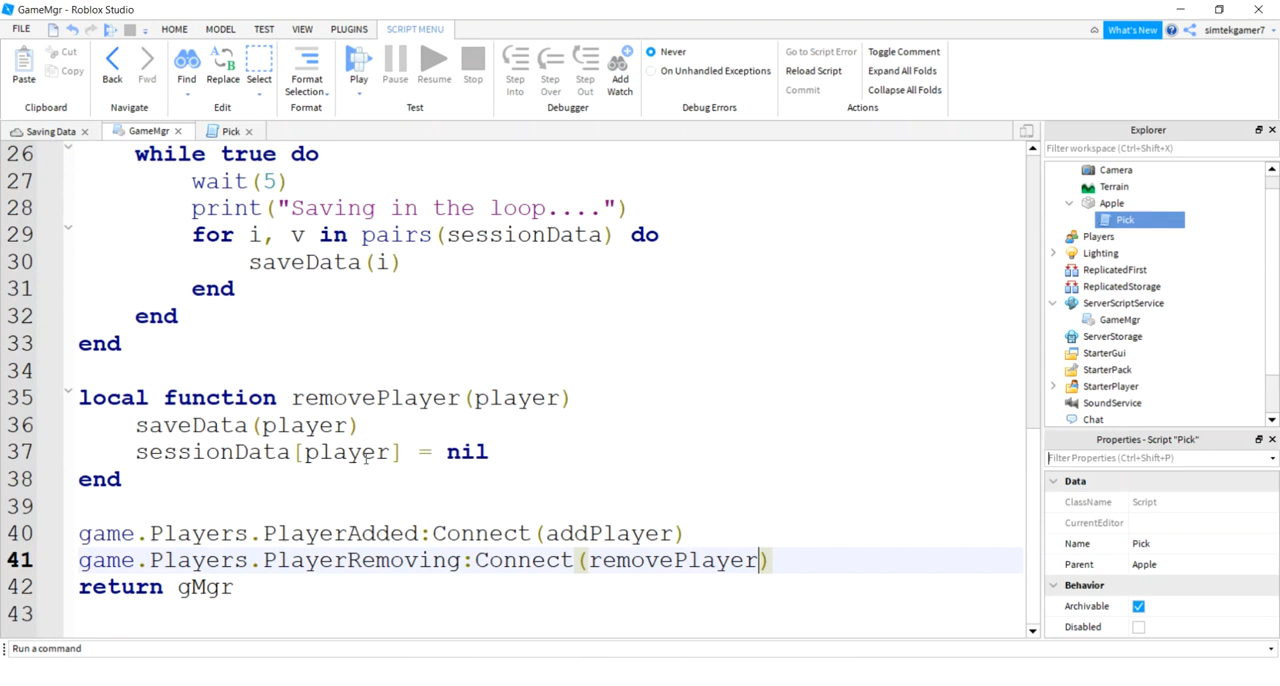 GameMgr - Roblox Studio
FILE HOME MODEL TEST VIEW PLUGINS SCRIPT MENU What's New simtekgamer7
Paste Cut Copy Back Fwd Find Replace Select Format Selection Play Pause Resume Stop Step Into Step Over Step Out Add Watch Never On Unhandled Exceptions Go to Script Error Reload Script Commit Toggle Comment Expand All Folds Collapse All Folds
Clipboard Navigate Edit Format Test Debugger Debug Errors Actions
Saving Data GameMgr Pick
26 while true do
27 wait(5)
28 print("Saving in the loop....")
29 for i, v in pairs(sessionData) do
30 saveData(i)
31 end
32 end
33 end
34
35 local function removePlayer(player)
36 saveData(player)
37 sessionData[player] = nil
38 end
39
40 game.Players.PlayerAdded:Connect(addPlayer)
41 game.Players.PlayerRemoving:Connect(removePlayer)
42 return gMgr
43
Explorer
Filter workspace (Ctrl+Shift+X)
Camera
Terrain
Apple
Pick
Players
Lighting
ReplicatedFirst
ReplicatedStorage
ServerScriptService
GameMgr
ServerStorage
StarterGui
StarterPack
StarterPlayer
SoundService
Chat
Properties - Script "Pick"
Filter Properties (Ctrl+Shift+P)
Data
ClassName Script
CurrentEditor
Name Pick
Parent Apple
Behavior
Archivable
Disabled
Run a command